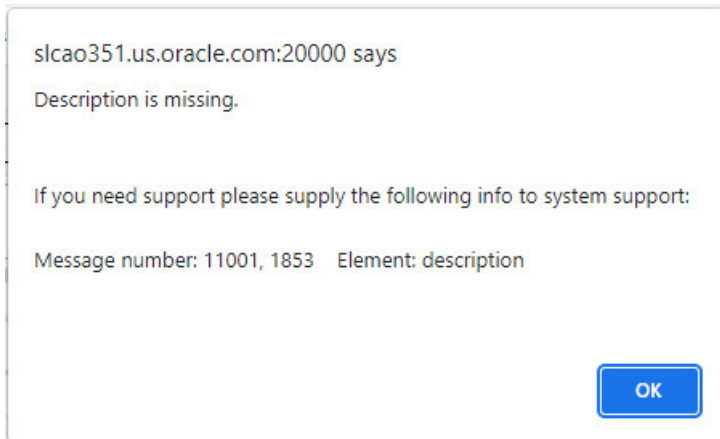 slcao351.us.oracle.com:20000 says
Description is missing.
If you need support please supply the following info to system support:
Message number: 11001, 1853    Element: description
OK